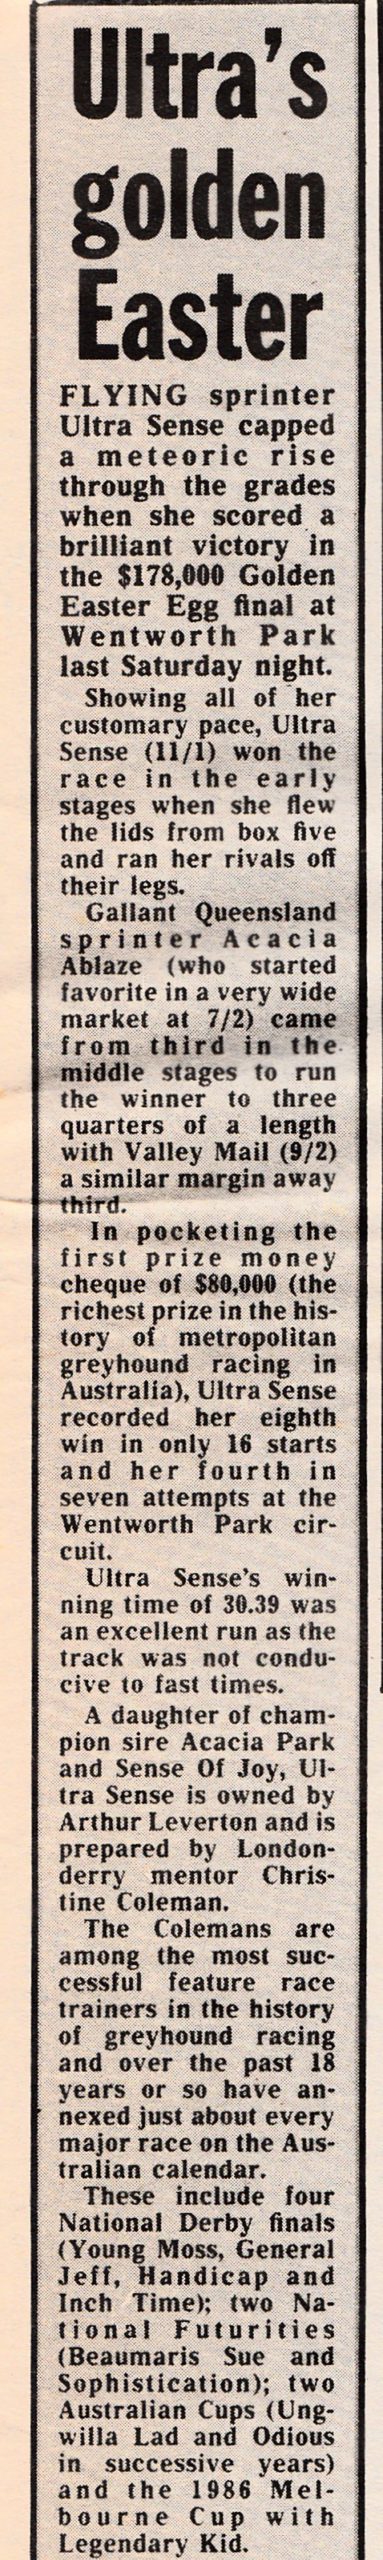 Ultra's
golden
Easter
FLYING sprinter
Ultra Sense capped
a meteoric rise
through the grades
when she scored a
brilliant victory in
the $178,000 Golden
Easter Egg final at
Wentworth Park
last Saturday night.
Showing all of her
customary pace, Ultra
Sense (11/1) won the
race in the early
stages when she flew
the lids from box five
and ran her rivals off
their legs.
Gallant Queensland
sprinter Acacia
Ablaze (who started
favorite in a very wide
market at 7/2) came
from third in the
middle stages to run
the winner to three
quarters of a length
with Valley Mail (9/2)
a similar margin away
third.
In pocketing the
first prize money
cheque of $80,000 (the
richest prize in the his-
tory of metropolitan
greyhound racing in
Australia), Ultra Sense
recorded her eighth
win in only 16 starts
and her fourth in
seven attempts at the
Wentworth Park cir-
cuit.
Ultra Sense's win-
ning time of 30.39 was
an excellent run as the
track was not condu-
cive to fast times.
A daughter of cham-
pion sire Acacia Park
and Sense Of Joy, Ul-
tra Sense is owned by
Arthur Leverton and is
prepared by London-
derry mentor Chris-
tine Coleman.
The Colemans are
among the most suc-
cessful feature race
trainers in the history
of greyhound racing
and over the past 18
years or so have an-
nexed just about every
major race on the Aus-
tralian calendar.
These include four
National Derby finals
(Young Moss, General
Jeff, Handicap and
Inch Time); two Na-
tional Futurities
(Beaumaris Sue and
Sophistication); two
Australian Cups (Ung-
willa Lad and Odious
in successive years)
and the 1986 Mel-
bourne Cup with
Legendary Kid.